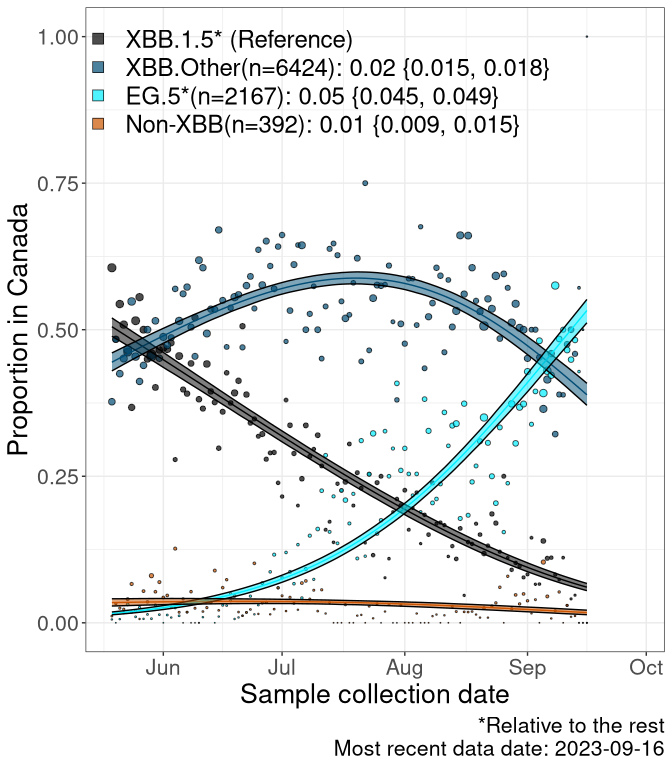 1.00
0.75
0.50
0.25
0.00
Proportion in Canada
XBB.1.5* (Reference)
XBB.Other(n=6424): 0.02 {0.015, 0.018}
EG.5*(n=2167): 0.05 {0.045, 0.049}
Non-XBB(n=392): 0.01 {0.009, 0.015}
Jun Jul Aug Sep Oct
Sample collection date
*Relative to the rest
Most recent data date: 2023-09-16